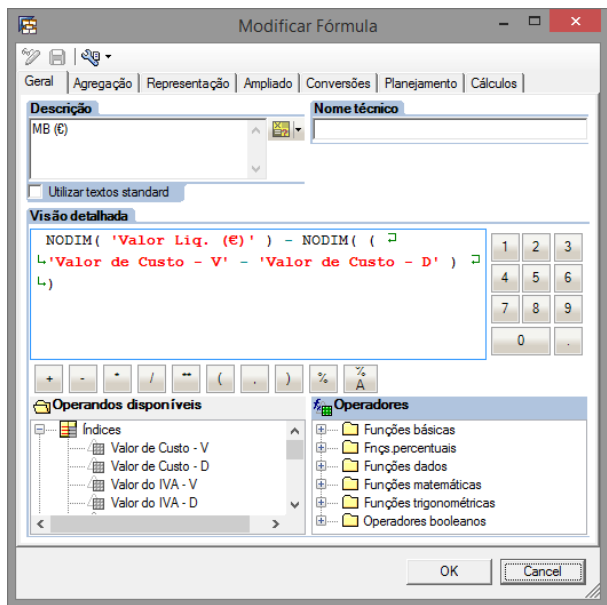 Modificar Fórmula
Geral Agregação Representação Ampliado Conversões Planejamento Cálculos
Descrição
Nome técnico
MB (€)
Utilizar textos standard
Visão detalhada
NODIM( 'Valor Liq. (€)' ) - NODIM( (
'Valor de Custo - V' - 'Valor de Custo - D' )
)
1 2 3
4 5 6
7 8 9
0 .
+ - * / ** ( , ) % %A
Operandos disponíveis
Índices
Valor de Custo - V
Valor de Custo - D
Valor do IVA - V
Valor do IVA - D
Operadores
Funções básicas
Fnçs.percentuais
Funções dados
Funções matemáticas
Funções trigonométricas
Operadores booleanos
OK Cancel